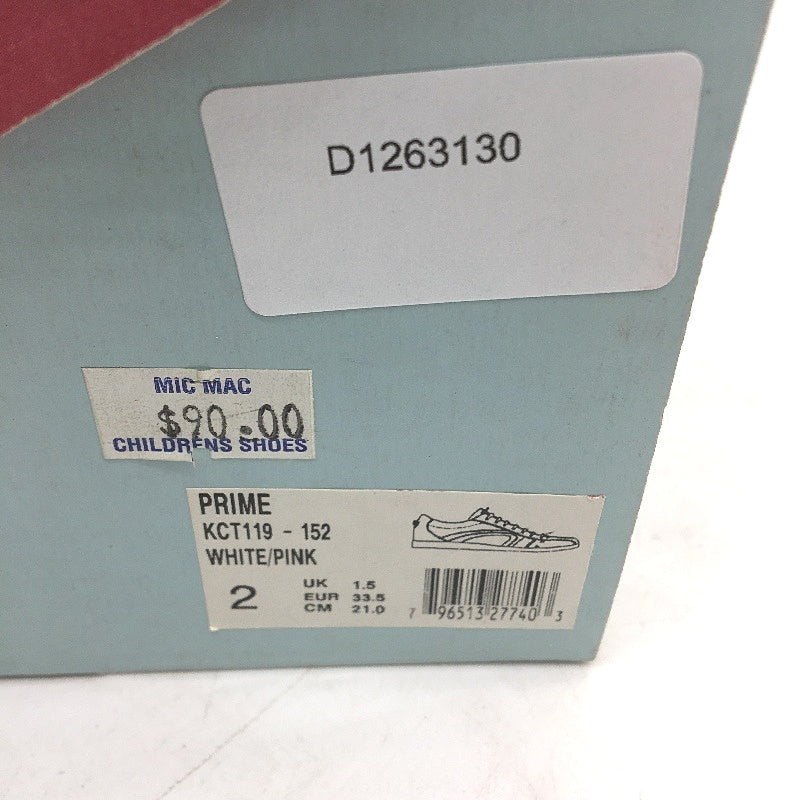 D1263130
MIC MAC
$90.00
CHILDRENS SHOES
PRIME
KCT119 - 152
WHITE/PINK
2
UK 1.5
EUR 33.5
CM 21.0
7 96513 27740 3